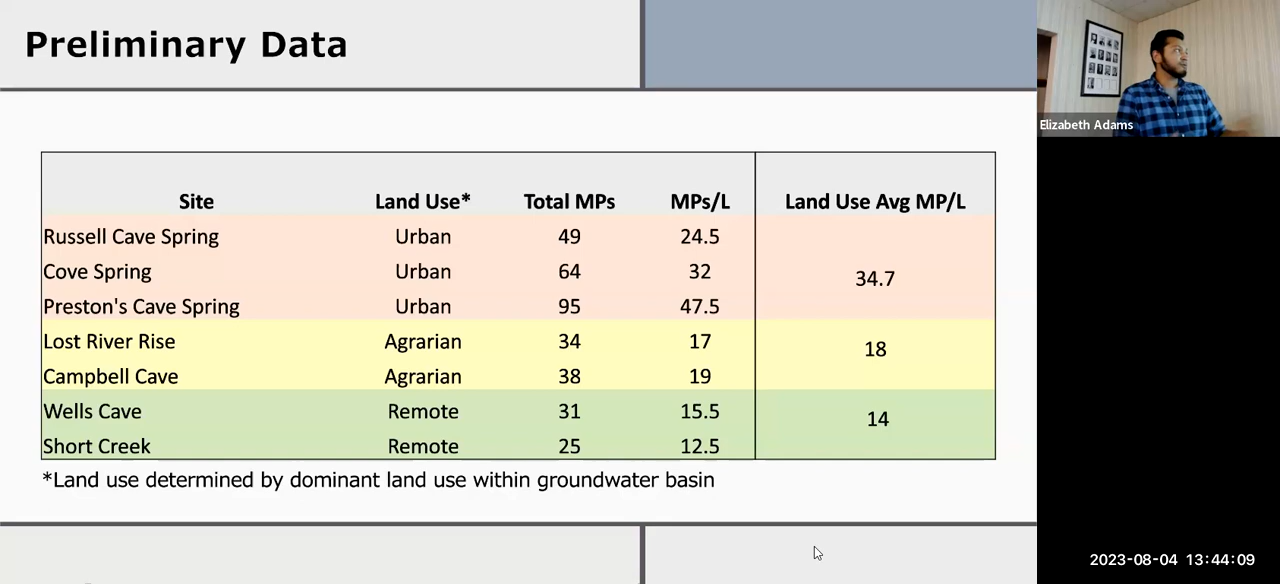 Preliminary Data
Elizabeth Adams
Site Land Use* Total MPs MPs/L Land Use Avg MP/L
Russell Cave Spring Urban 49 24.5
Cove Spring Urban 64 32 34.7
Preston's Cave Spring Urban 95 47.5
Lost River Rise Agrarian 34 17 18
Campbell Cave Agrarian 38 19
Wells Cave Remote 31 15.5 14
Short Creek Remote 25 12.5
*Land use determined by dominant land use within groundwater basin
2023-08-04 13:44:09